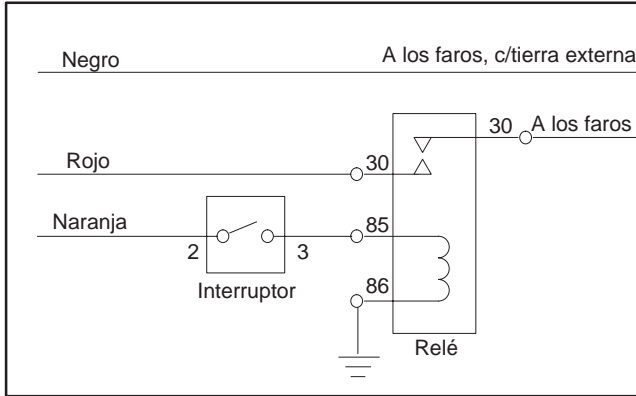 Negro
A los faros, c/tierra externa
30
A los faros
Rojo
30
Naranja
2
3
85
Interruptor
86
Relé